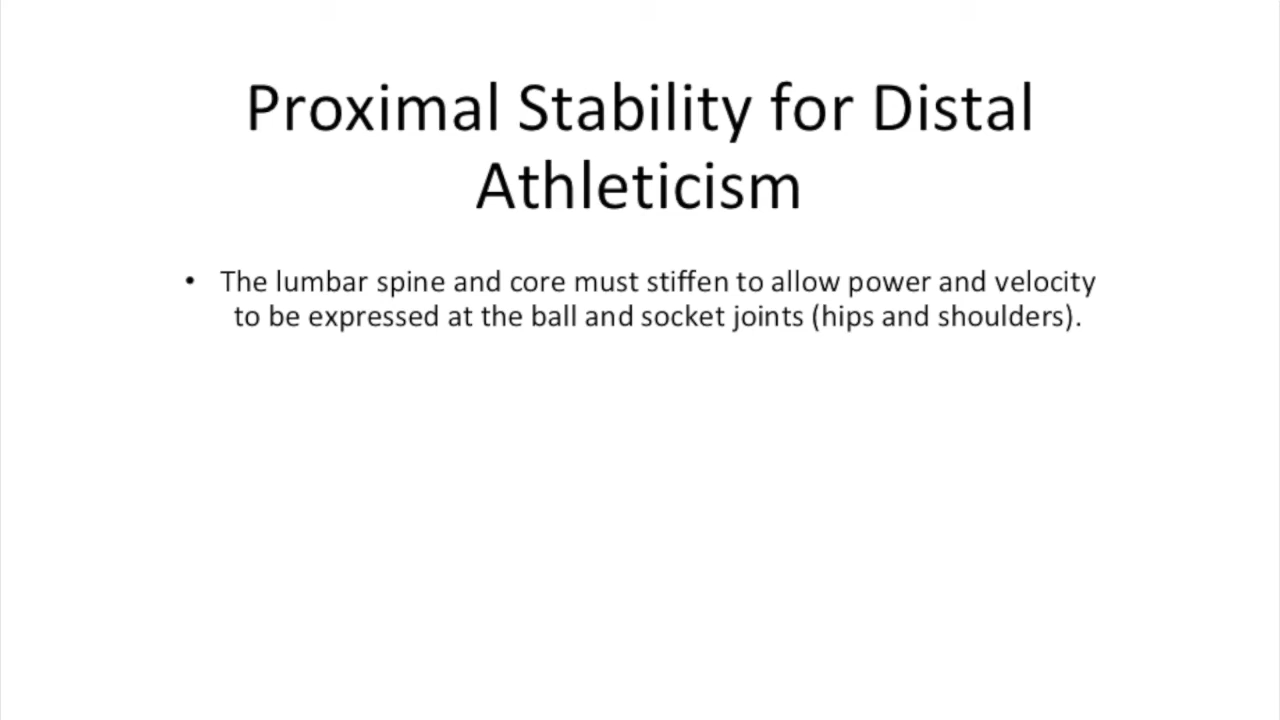 Proximal Stability for Distal
Athleticism
• The lumbar spine and core must stiffen to allow power and velocity
to be expressed at the ball and socket joints (hips and shoulders).